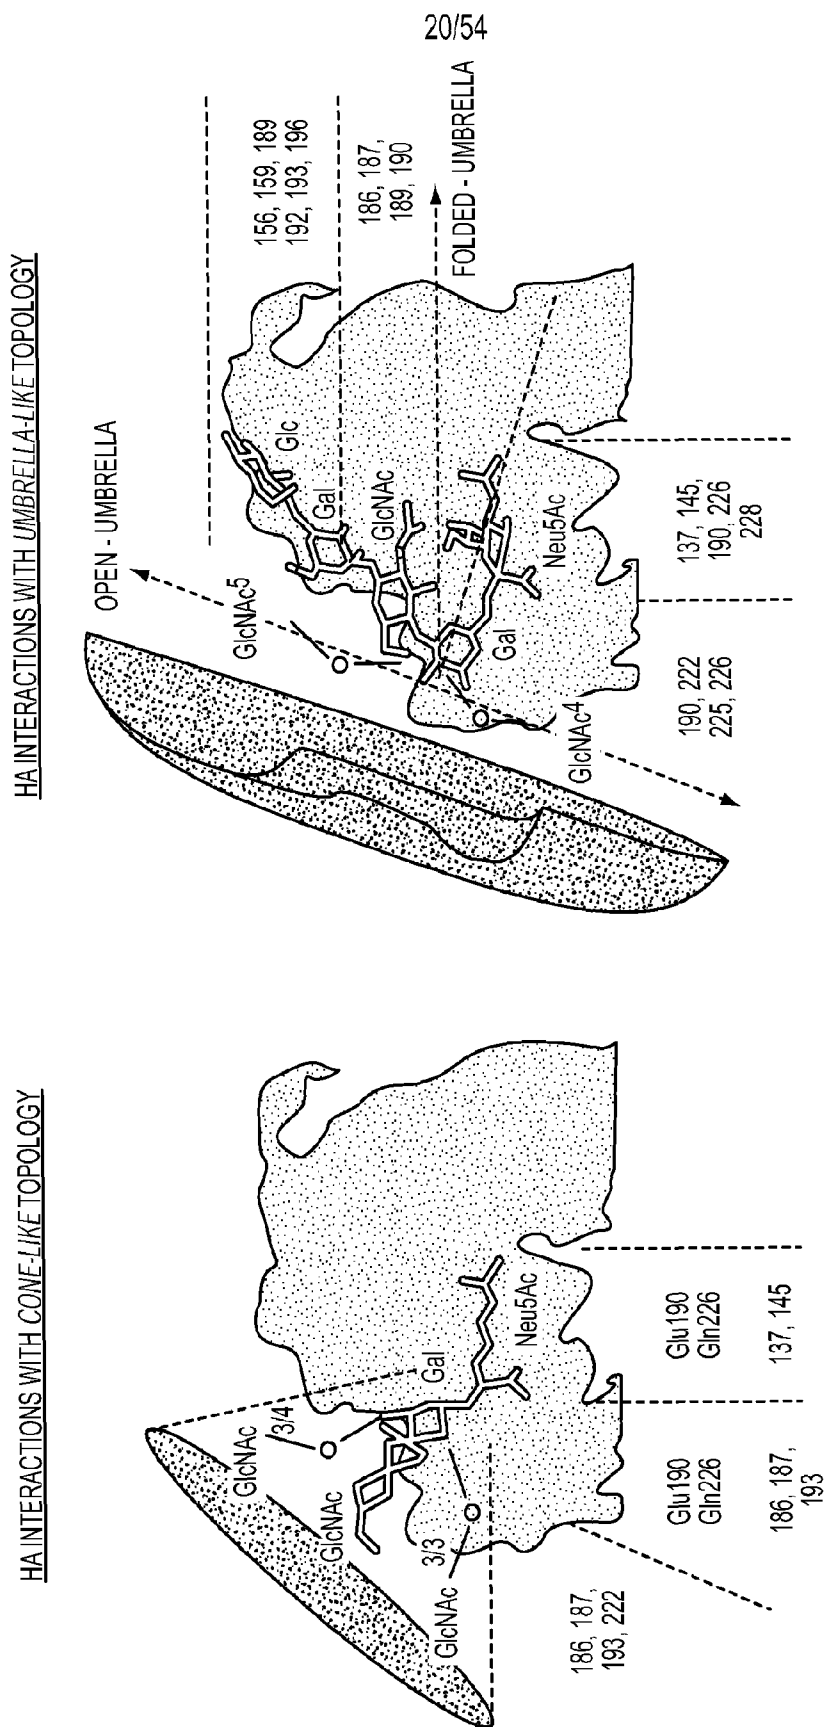 20/54
HA INTERACTIONS WITH CONE-LIKE TOPOLOGY
GlcNAc
3/4
GlcNAc
Gal
Neu5Ac
3/3
GlcNAc
186, 187,
193, 222
Glu190
Gln226
186, 187,
193
Glu190
Gln226
137, 145
HA INTERACTIONS WITH UMBRELLA-LIKE TOPOLOGY
OPEN - UMBRELLA
GlcNAc5
Glc
Gal
GlcNAc
Neu5Ac
Gal
GlcNAc4
156, 159, 189
192, 193, 196
186, 187,
189, 190
FOLDED - UMBRELLA
190, 222
225, 226
137, 145,
190, 226
228